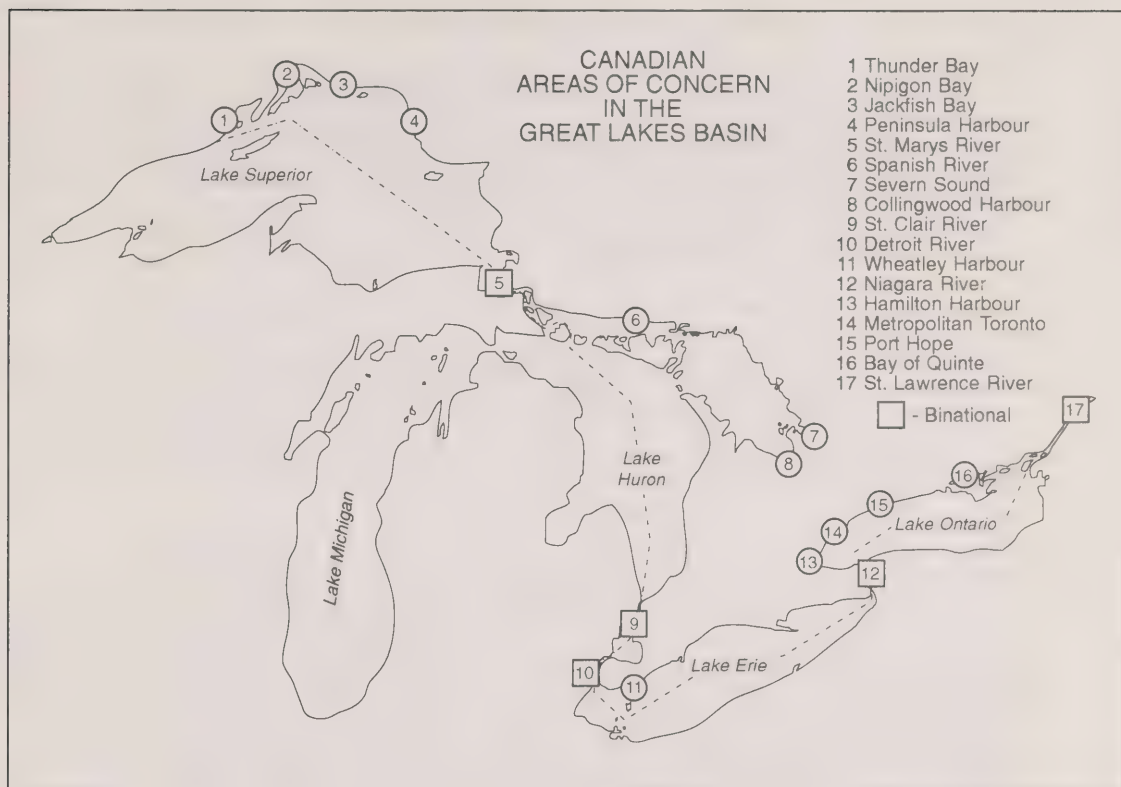 CANADIAN
AREAS OF CONCERN
IN THE
GREAT LAKES BASIN
1 Thunder Bay
2 Nipigon Bay
3 Jackfish Bay
4 Peninsula Harbour
5 St. Marys River
6 Spanish River
7 Severn Sound
8 Collingwood Harbour
9 St. Clair River
10 Detroit River
11 Wheatley Harbour
12 Niagara River
13 Hamilton Harbour
14 Metropolitan Toronto
15 Port Hope
16 Bay of Quinte
17 St. Lawrence River
- Binational
1
2
3
4
Lake Superior
5
6
7
8
Lake
Huron
Lake Michigan
9
10
11
Lake Erie
12
13
14
15
16
17
Lake Ontario